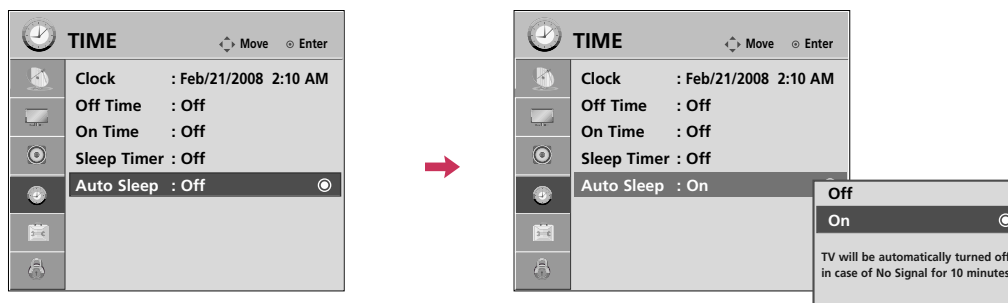 TIME
Move Enter
Clock : Feb/21/2008 2:10 AM
Off Time : Off
On Time : Off
Sleep Timer : Off
Auto Sleep : Off
TIME
Move Enter
Clock : Feb/21/2008 2:10 AM
Off Time : Off
On Time : Off
Sleep Timer : Off
Auto Sleep : On
Off
On
TV will be automatically turned off
in case of No Signal for 10 minutes